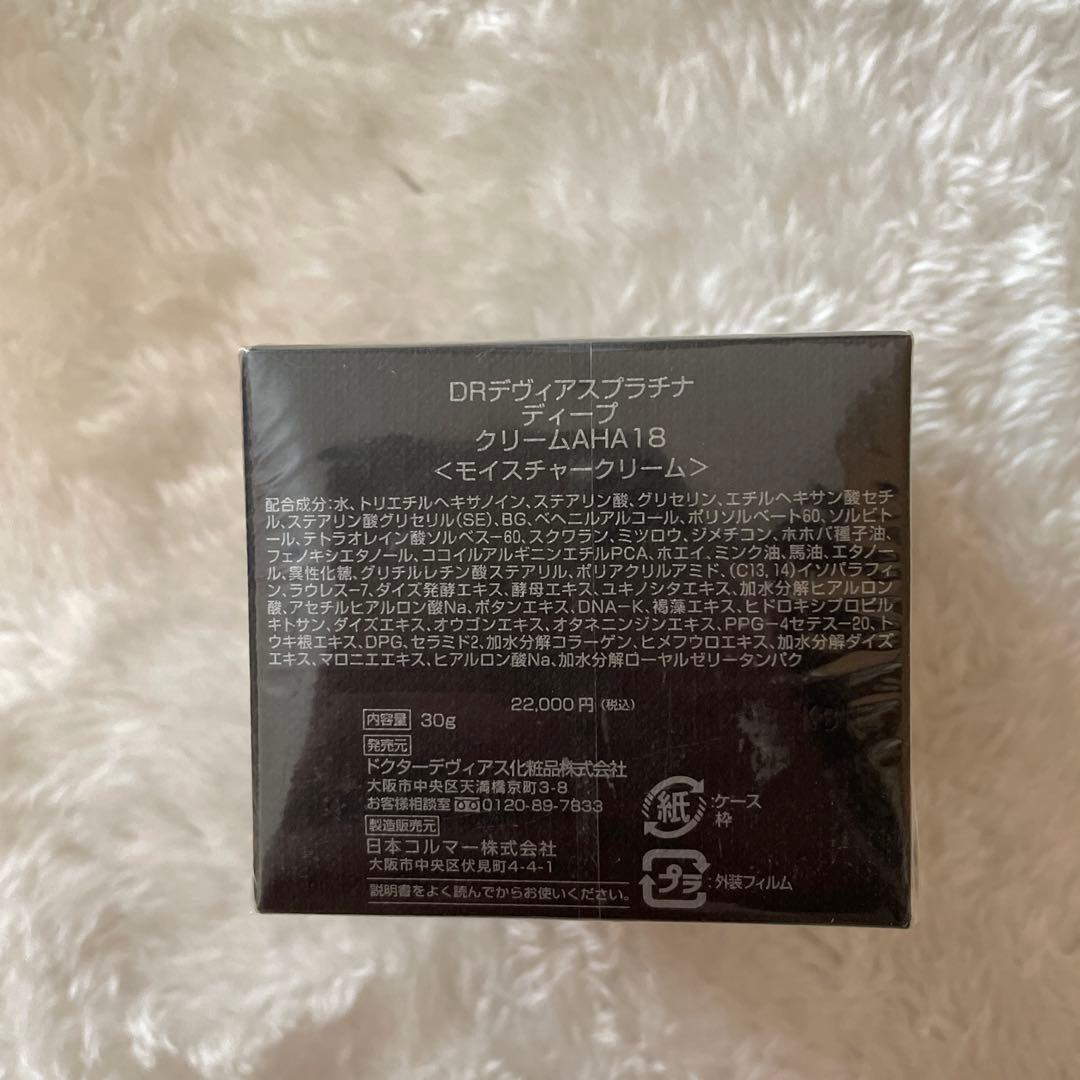 DRデヴィアスプラチナ
ディープ
クリームAHA18
<モイスチャークリーム>
配合成分:水、トリエチルヘキサノイン、ステアリン酸、グリセリン、エチルヘキサン酸セチ
ル、ステアリン酸グリセリル(SE)、BG、ベヘニルアルコール、ポリソルベート60、ソルビト
ール、テトラオレイン酸ソルベスー60、スクワラン、ミツロウ、ジメチコン、ホホバ種子油、
フェノキシエタノール、ココイルアルギニンエチルPCA、ホエイ、ミンク油、馬油、エタノー
ル、異性化糖、グリチルレチン酸ステアリル、ポリアクリルアミド、(C13,14)イソパラフィ
ン、ラウレスー7、ダイズ発酵エキス、酵母エキス、ユキノシタエキス、加水分解ヒアルロン
酸、アセチルヒアルロン酸Na、ボタンエキス、DNA-K、褐藻エキス、ヒドロキシプロピル
キトサン、ダイズエキス、オウゴンエキス、オタネニンジンエキス、PPG-4セテスー20、ト
ウキ根エキス、DPG、セラミド2、加水分解コラーゲン、ヒメフウロエキス、加水分解ダイズ
エキス、マロニエエキス、ヒアルロン酸Na、加水分解ローヤルゼリータンパク
22,000円(税込)
内容量 30g
発売元
ドクターデヴィアス化粧品株式会社
大阪市中央区天満橋京町3-8
お客様相談室 0120-89-7833
製造販売元
日本コルマー株式会社
大阪市中央区伏見町4-4-1
説明書をよく読んでからお使いください。
紙:ケース
枠
プラ:外装フィルム